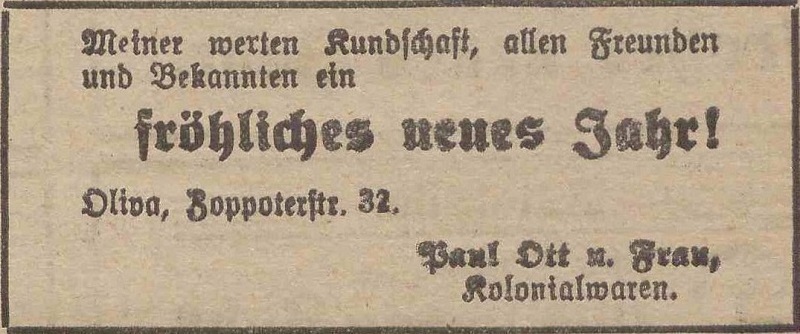 Meiner werten Kundschaft, allen Freunden
und Bekannten ein
fröhliches neues Jahr!
Oliva, Zoppoterstr. 32.
Paul Ott u. Frau,
Kolonialwaren.